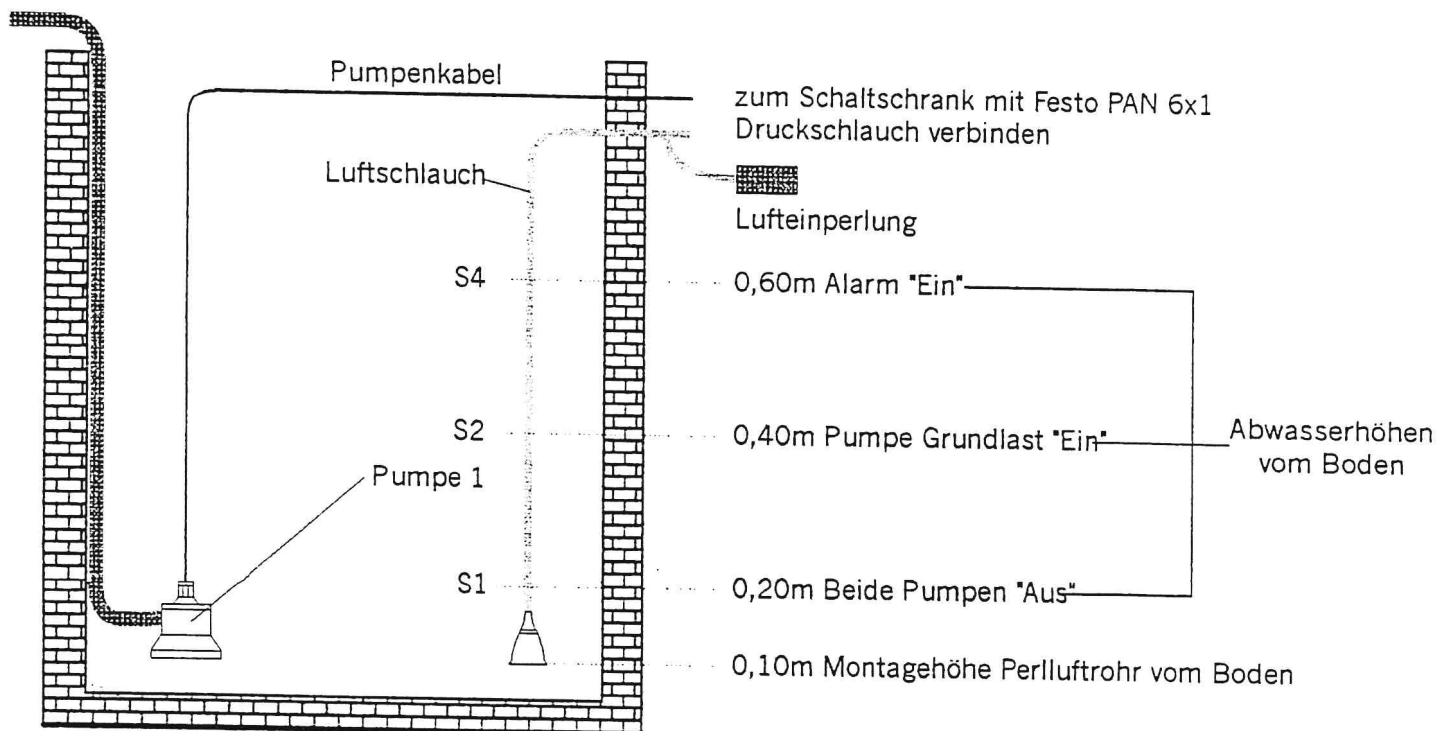 Pumpenkabel
zum Schaltschrank mit Festo PAN 6x1
Druckschlauch verbinden
Luftschlauch
Lufteinperlung
S4
0,60m Alarm "Ein"
S2
0,40m Pumpe Grundlast "Ein"
Abwasserhöhen
vom Boden
Pumpe 1
S1
0,20m Beide Pumpen "Aus"
0,10m Montagehöhe Perlluftrohr vom Boden